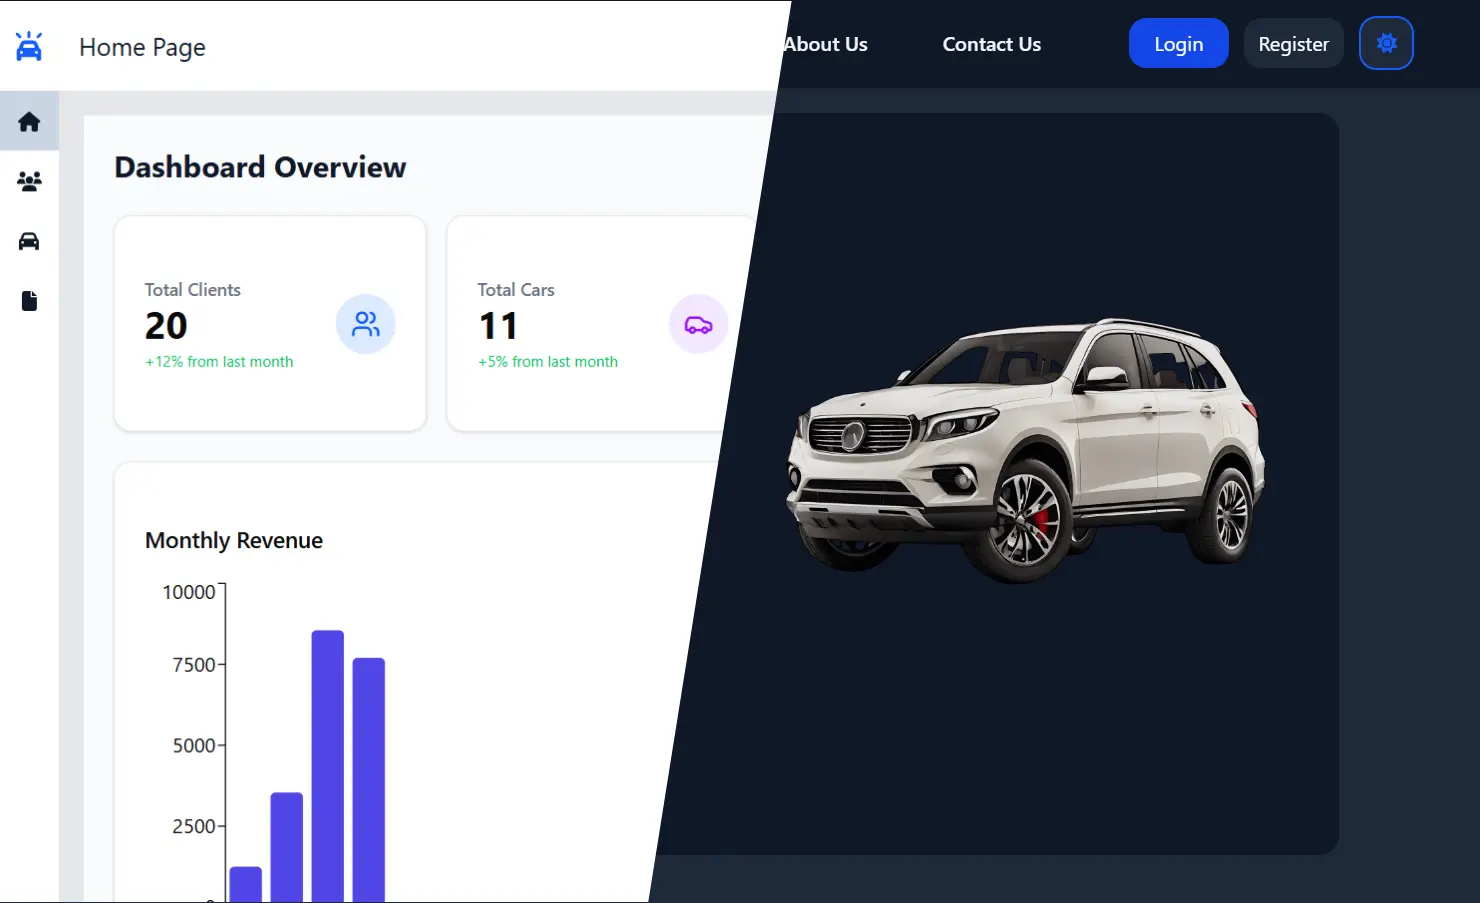 Home Page
About Us
Contact Us
Login
Register
Dashboard Overview
Total Clients
20
+12% from last month
Total Cars
11
+5% from last month
Monthly Revenue
10000
7500
5000
2500